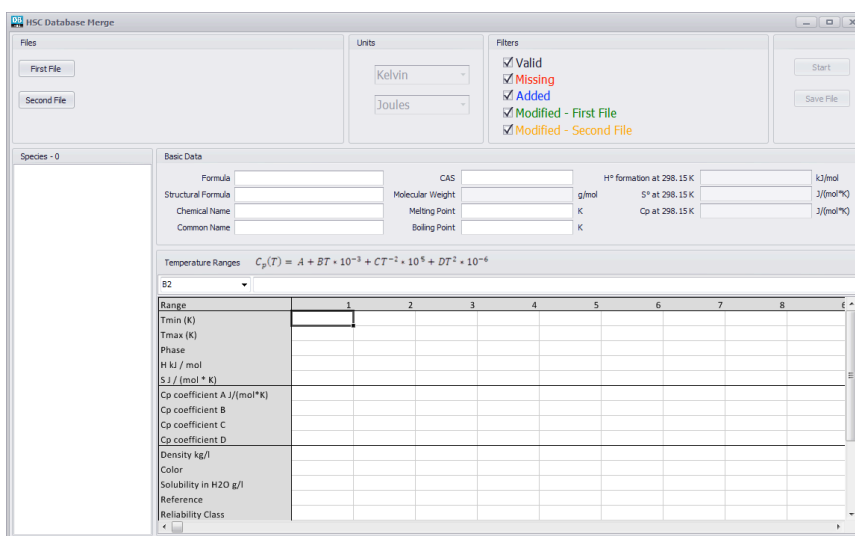 HSC Database Merge
Files
First File
Second File
Units
Kelvin
Joules
Filters
Valid
Missing
Added
Modified - First File
Modified - Second File
Start
Save File
Species - 0
Basic Data
Formula
Structural Formula
Chemical Name
Common Name
CAS
Molecular Weight g/mol
Melting Point K
Boiling Point K
H° formation at 298.15 K kJ/mol
S° at 298.15 K J/(mol*K)
Cp at 298.15 K J/(mol*K)
Temperature Ranges Cp(T) = A + BT * 10⁻³ + CT⁻² * 10⁵ + DT² * 10⁻⁶
B2
Range 1 2 3 4 5 6 7 8
Tmin (K)
Tmax (K)
Phase
H kJ / mol
S J / (mol * K)
Cp coefficient A J/(mol*K)
Cp coefficient B
Cp coefficient C
Cp coefficient D
Density kg/l
Color
Solubility in H2O g/l
Reference
Reliability Class